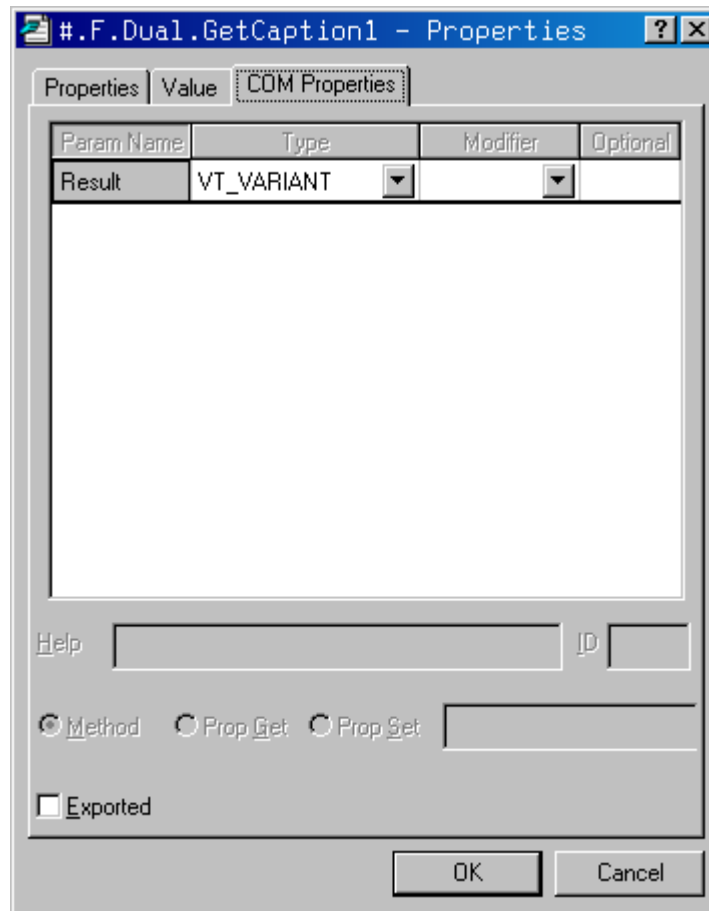 #.F.Dual.GetCaption1 - Properties
Properties Value COM Properties
Param Name Type Modifier Optional
Result VT_VARIANT
Help ID
Method Prop Get Prop Set
Exported
OK Cancel